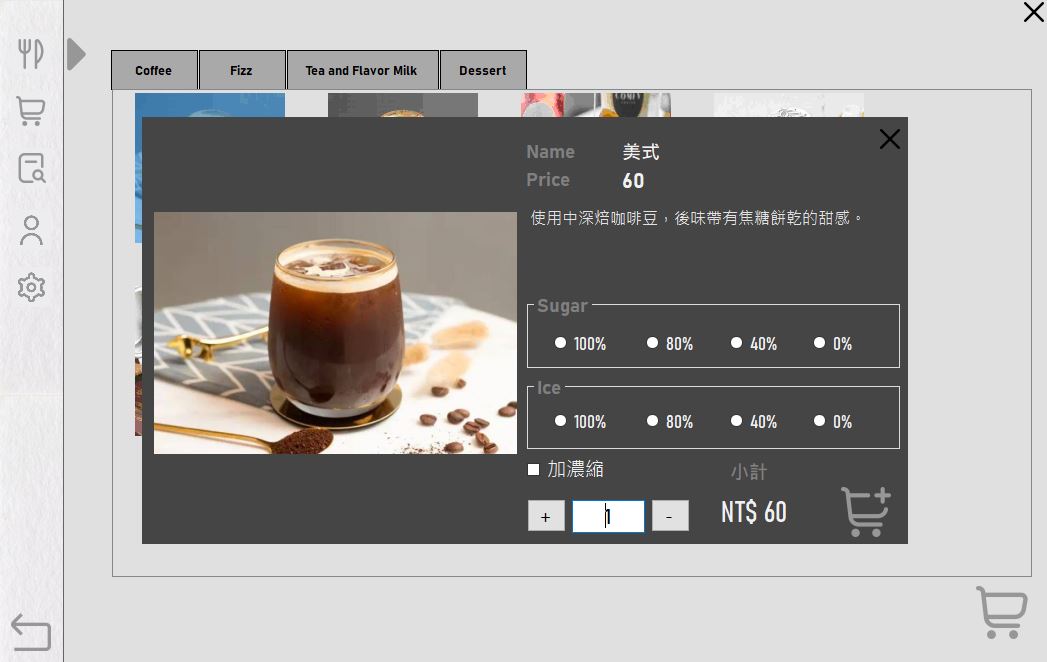 Coffee
Fizz
Tea and Flavor Milk
Dessert
Name 美式
Price 60
使用中深焙咖啡豆，後味帶有焦糖餅乾的甜感。
Sugar
100% 80% 40% 0%
Ice
100% 80% 40% 0%
加濃縮
小計
+ 1 - NT$ 60